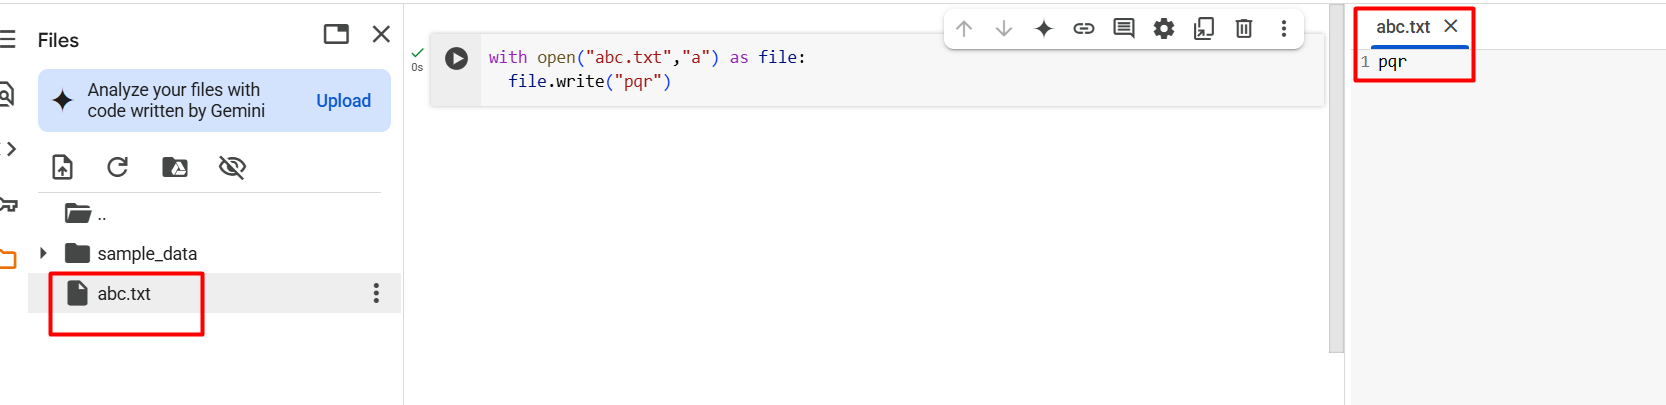 Files
Analyze your files with
code written by Gemini
Upload
..
sample_data
abc.txt
0s
with open("abc.txt","a") as file:
  file.write("pqr")
abc.txt
1 pqr